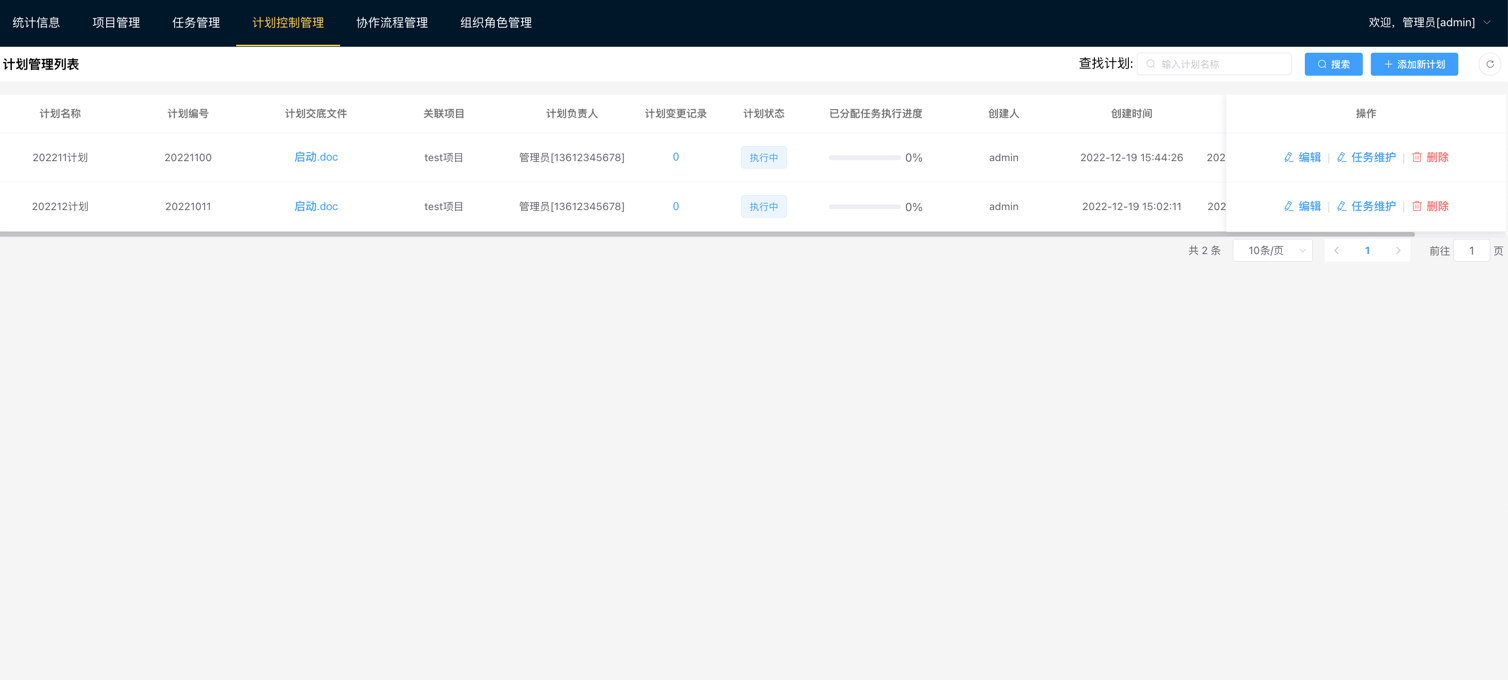 统计信息 项目管理 任务管理 计划控制管理 协作流程管理 组织角色管理 欢迎，管理员[admin]
计划管理列表 查找计划: 输入计划名称 搜索 添加新计划
计划名称 计划编号 计划交底文件 关联项目 计划负责人 计划变更记录 计划状态 已分配任务执行进度 创建人 创建时间 操作
202211计划 20221100 启动.doc test项目 管理员[13612345678] 0 执行中 0% admin 2022-12-19 15:44:26 202 编辑 任务维护 删除
202212计划 20221011 启动.doc test项目 管理员[13612345678] 0 执行中 0% admin 2022-12-19 15:02:11 202 编辑 任务维护 删除
共 2 条 10条/页 1 前往 1 页